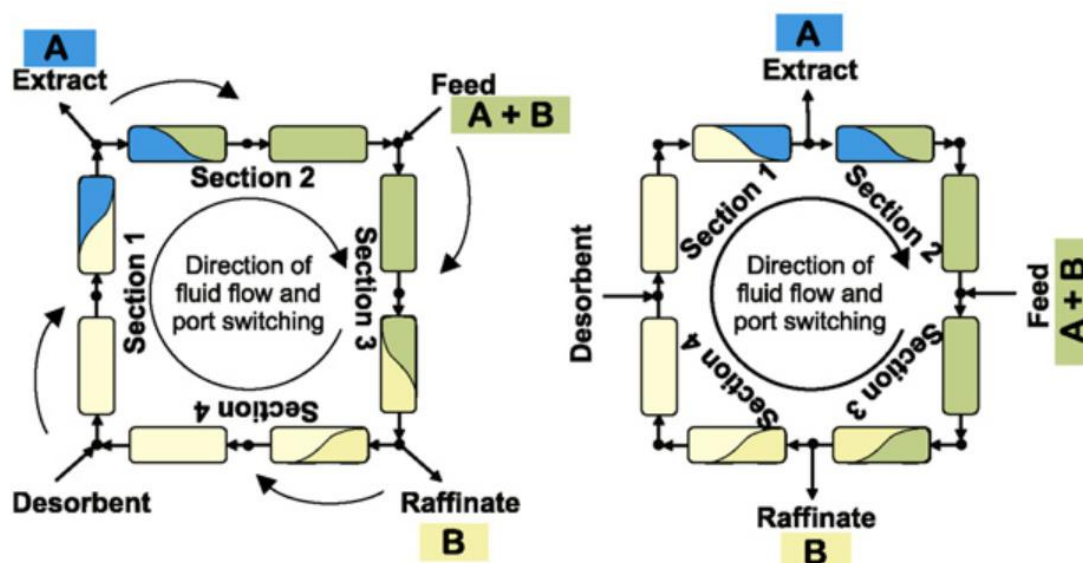 A
Extract
Feed
A + B
Section 2
Section 1
Direction of
fluid flow and
port switching
Section 3
Section 4
Desorbent
Raffinate
B
A
Extract
Section 1
Section 2
Desorbent
Direction of
fluid flow and
port switching
Feed
A + B
Section 4
Section 3
Raffinate
B